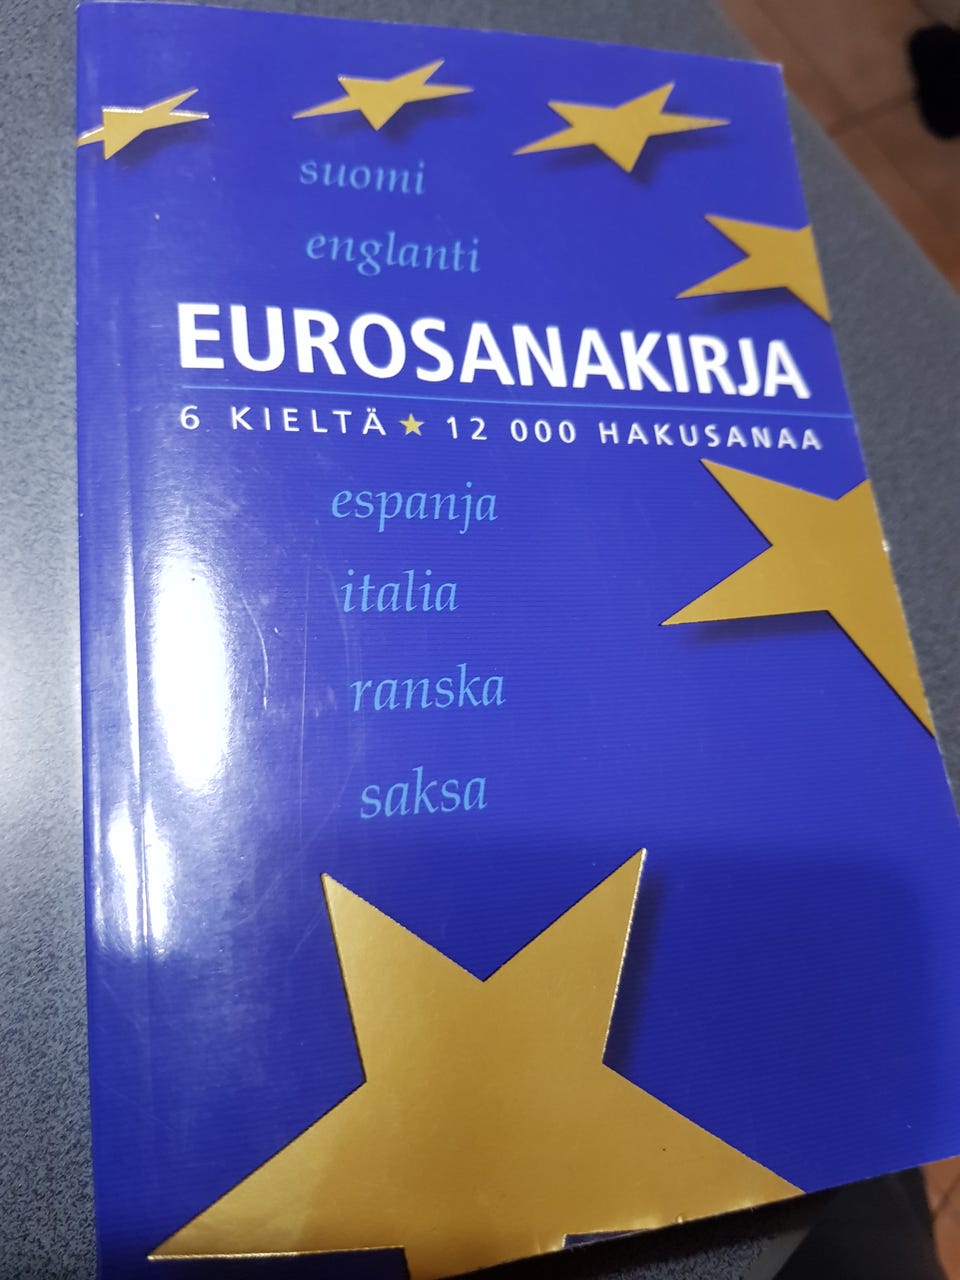 suomi
englanti
EUROSANAKIRJA
6 KIELTÄ ★ 12 000 HAKUSANAA
espanja
italia
ranska
saksa